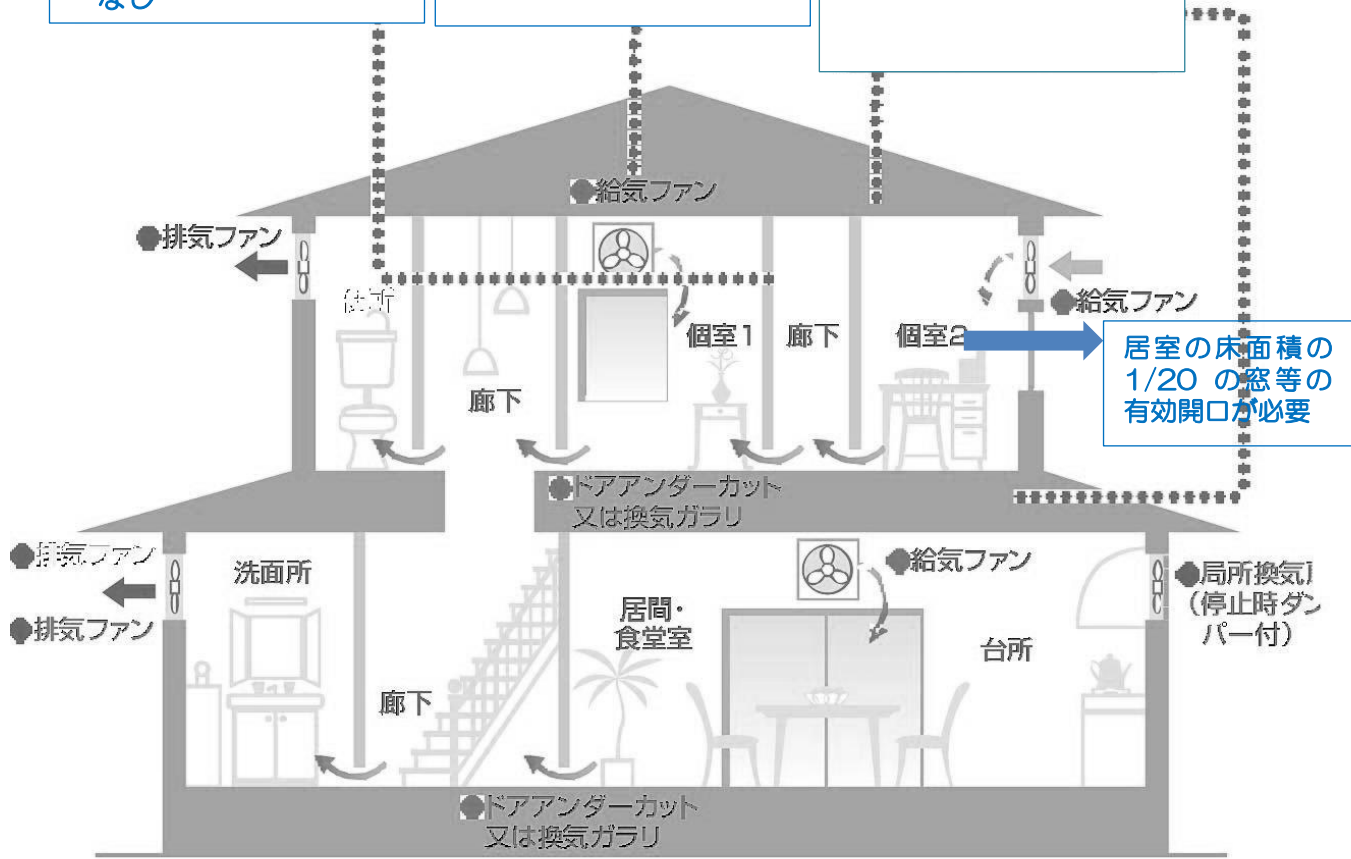 なし
●給気ファン
●排気ファン
便所
●給気ファン
個室1
廊下
個室2
居室の床面積の
1/20 の窓等の
有効開口が必要
廊下
●ドアアンダーカット
又は換気ガラリ
●排気ファン
洗面所
●給気ファン
●局所換気
(停止時ダン
パー付)
●排気ファン
居間・
食堂室
台所
廊下
●ドアアンダーカット
又は換気ガラリ